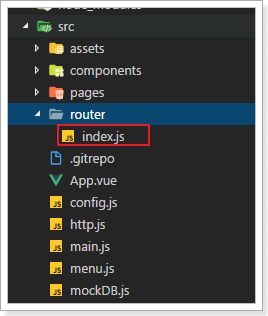 node_modules
src
assets
components
pages
router
JS index.js
.gitrepo
App.vue
JS config.js
JS http.js
JS main.js
JS menu.js
JS mockDB.js